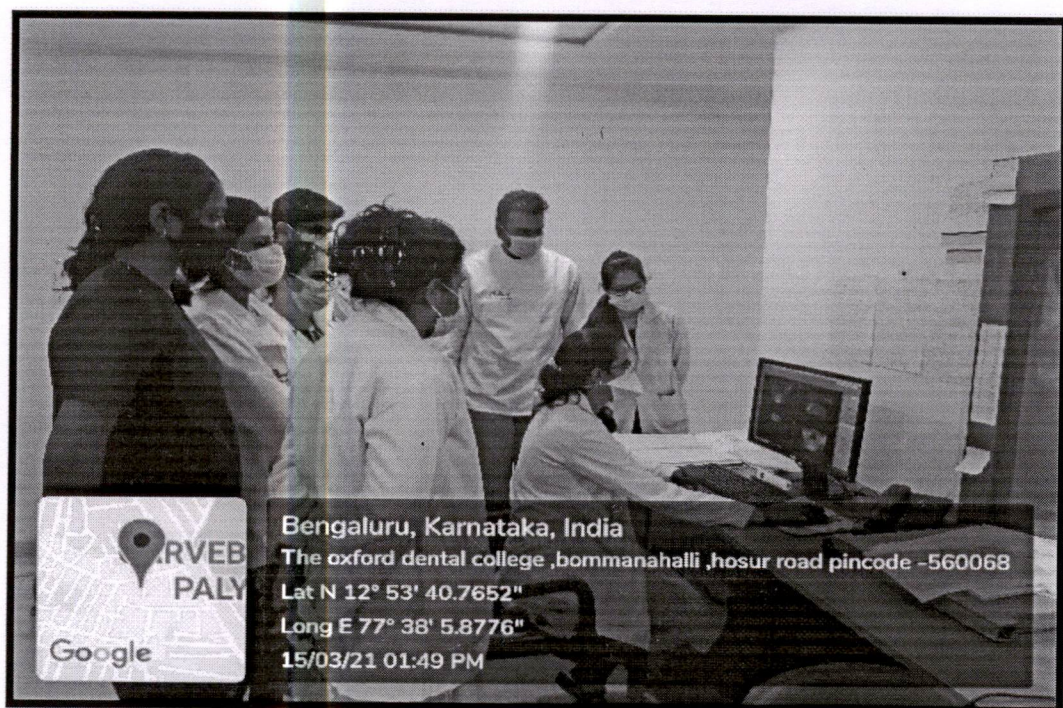 Bengaluru, Karnataka, India
The oxford dental college ,bommanahalli ,hosur road pincode -560068
Lat N 12° 53' 40.7652"
Long E 77° 38' 5.8776"
15/03/21 01:49 PM
ARVEB
PALY
Google